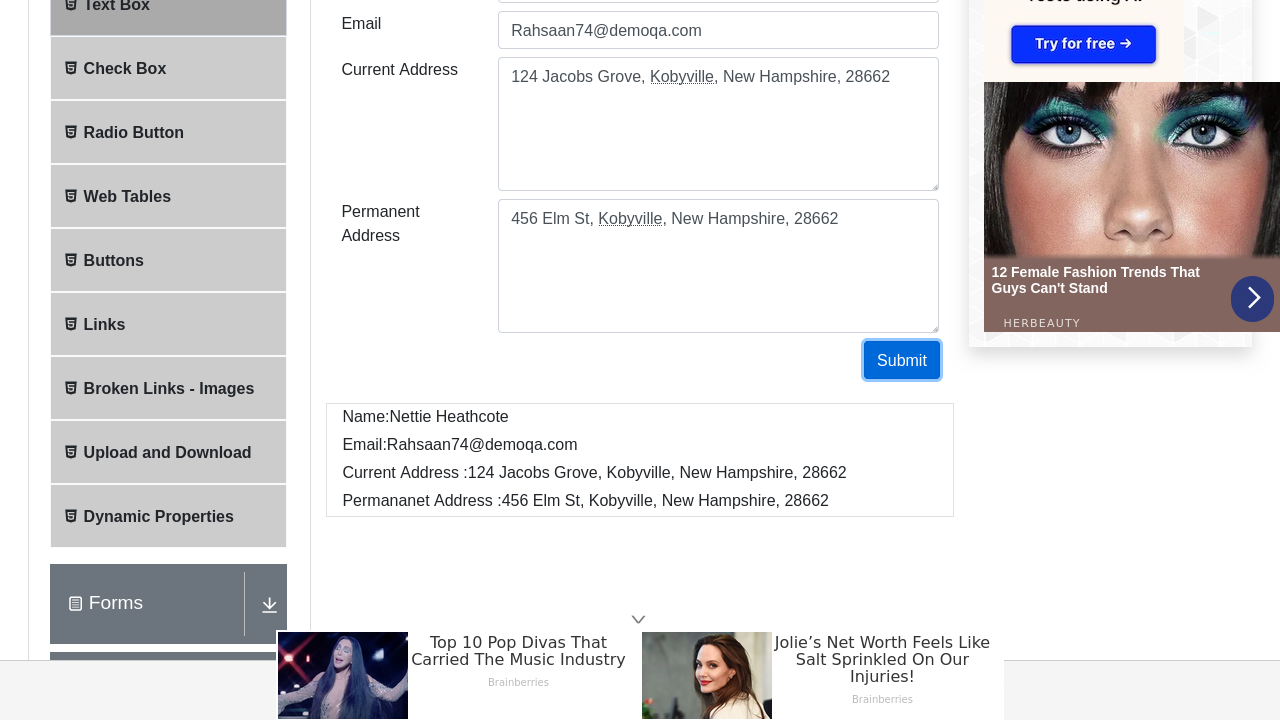 Text Box
Check Box
Radio Button
Web Tables
Buttons
Links
Broken Links - Images
Upload and Download
Dynamic Properties
Forms
Email
Rahsaan74@demoqa.com
Current Address
124 Jacobs Grove, Kobyville, New Hampshire, 28662
Permanent
Address
456 Elm St, Kobyville, New Hampshire, 28662
Submit
Name:Nettie Heathcote
Email:Rahsaan74@demoqa.com
Current Address :124 Jacobs Grove, Kobyville, New Hampshire, 28662
Permananet Address :456 Elm St, Kobyville, New Hampshire, 28662
Try for free →
12 Female Fashion Trends That
Guys Can't Stand
HERBEAUTY
Top 10 Pop Divas That
Carried The Music Industry
Brainberries
Jolie’s Net Worth Feels Like
Salt Sprinkled On Our
Injuries!
Brainberries